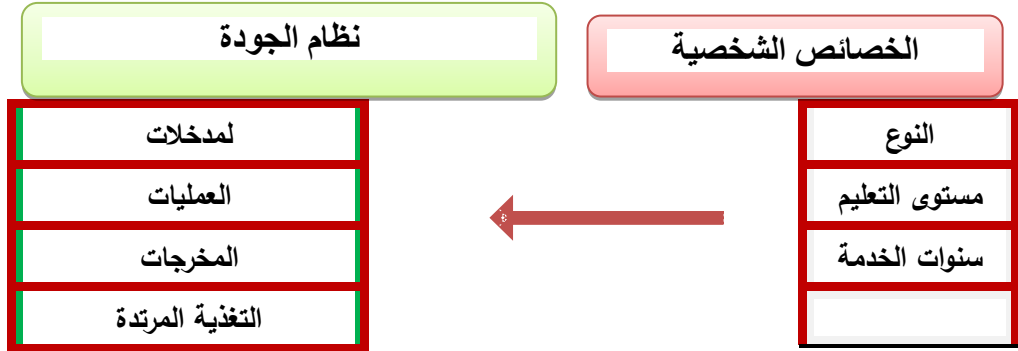 الخصائص الشخصية
النوع
مستوى التعليم
سنوات الخدمة
نظام الجودة
لمدخلات
العمليات
المخرجات
التغذية المرتدة